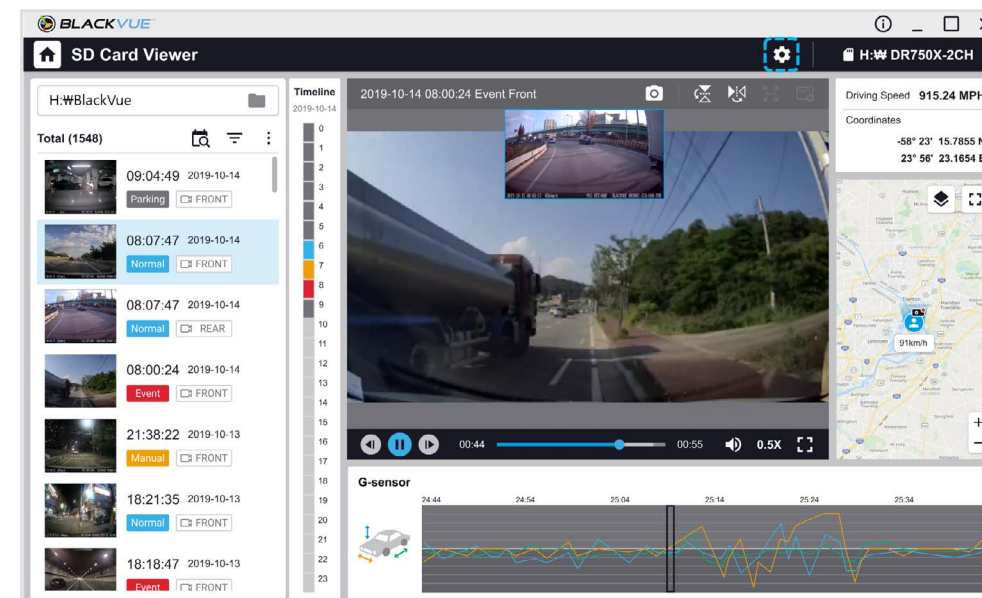 BLACKVUE
SD Card Viewer
H:₩ DR750X-2CH
H:₩BlackVue
Total (1548)
09:04:49 2019-10-14
Parking FRONT
08:07:47 2019-10-14
Normal FRONT
08:07:47 2019-10-14
Normal REAR
08:00:24 2019-10-14
Event FRONT
21:38:22 2019-10-13
Manual FRONT
18:21:35 2019-10-13
Normal FRONT
18:18:47 2019-10-13
Event FRONT
Timeline
2019-10-14
0
1
2
3
4
5
6
7
8
9
10
11
12
13
14
15
16
17
18
19
20
21
22
23
2019-10-14 08:00:24 Event Front
00:44
00:55
0.5X
Driving Speed 915.24 MPH
Coordinates
-58° 23' 15.7855 N
23° 56' 23.1654 E
91km/h
G-sensor
24:44 24:54 25:04 25:14 25:24 25:34